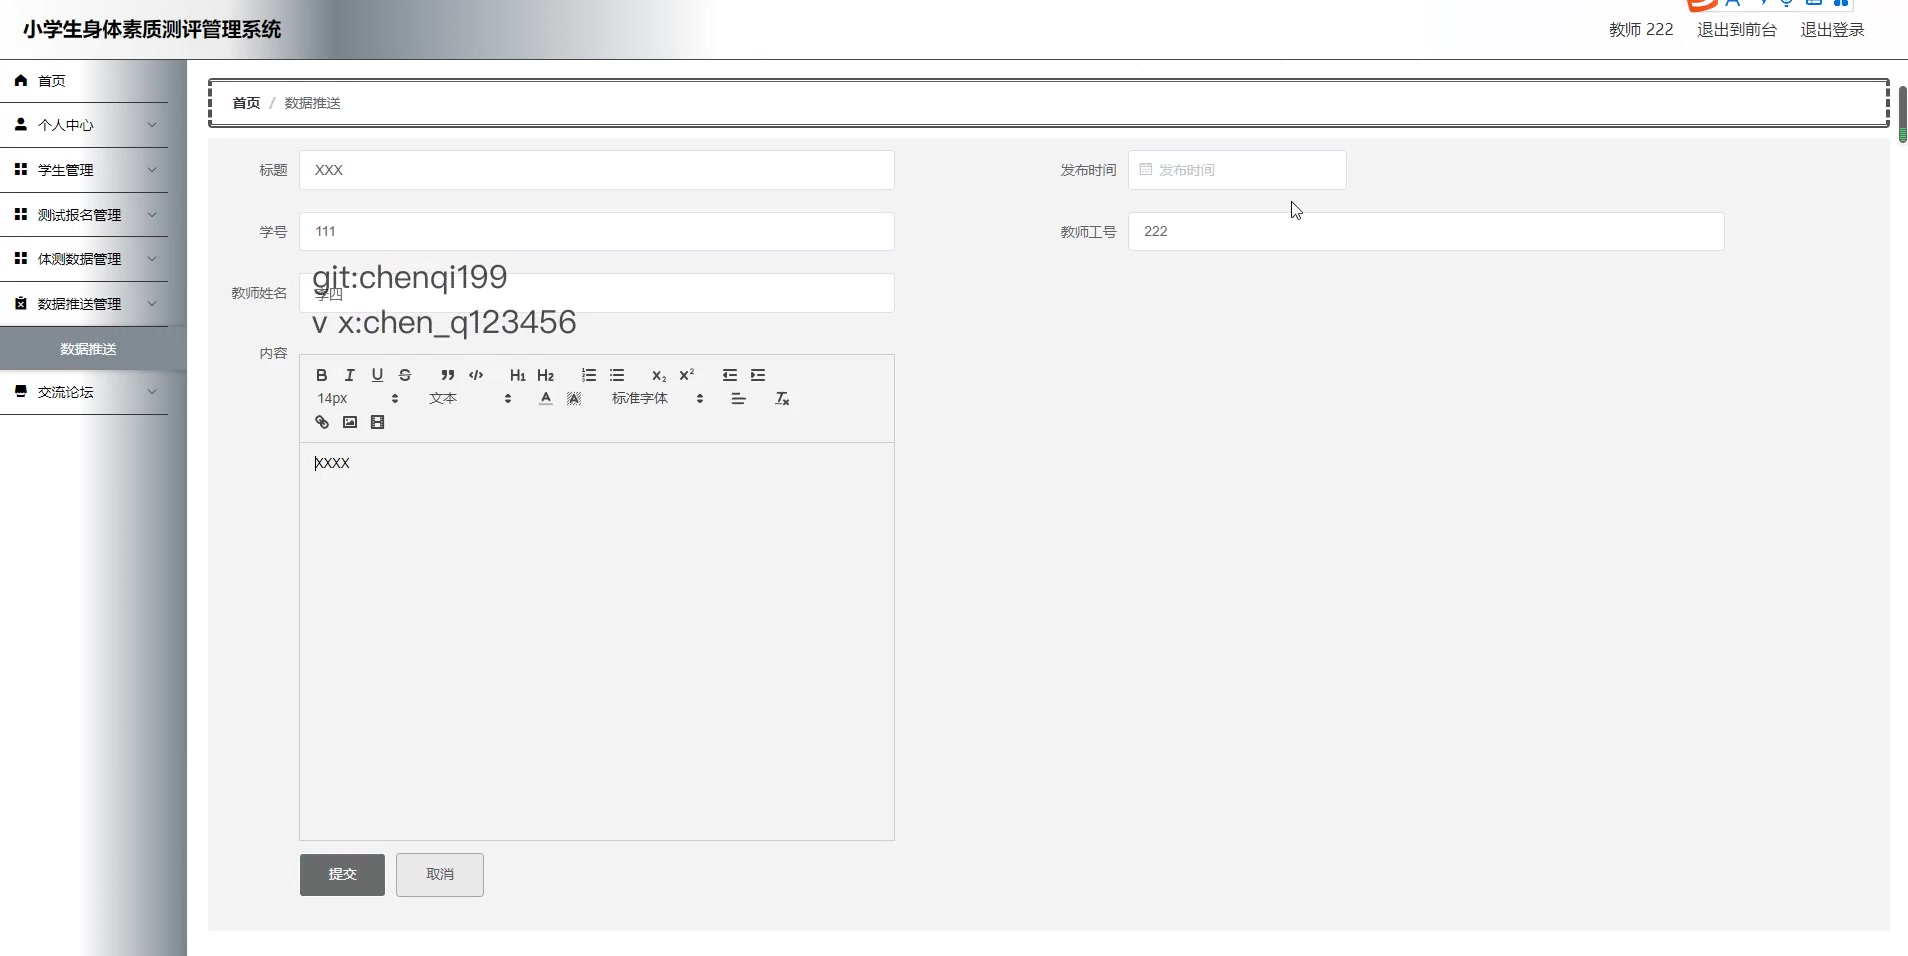 小学生身体素质测评管理系统
教师 222 退出到前台 退出登录
首页
个人中心
学生管理
测试报名管理
体测数据管理
数据推送管理
数据推送
交流论坛
首页 / 数据推送
标题 XXX
发布时间 发布时间
学号 111
教师工号 222
教师姓名 李四
git:chenqi199
v x:chen_q123456
内容
B I U S H1 H2 X2 X2
14px 文本 A A 标准字体 Tx
XXXX
提交 取消